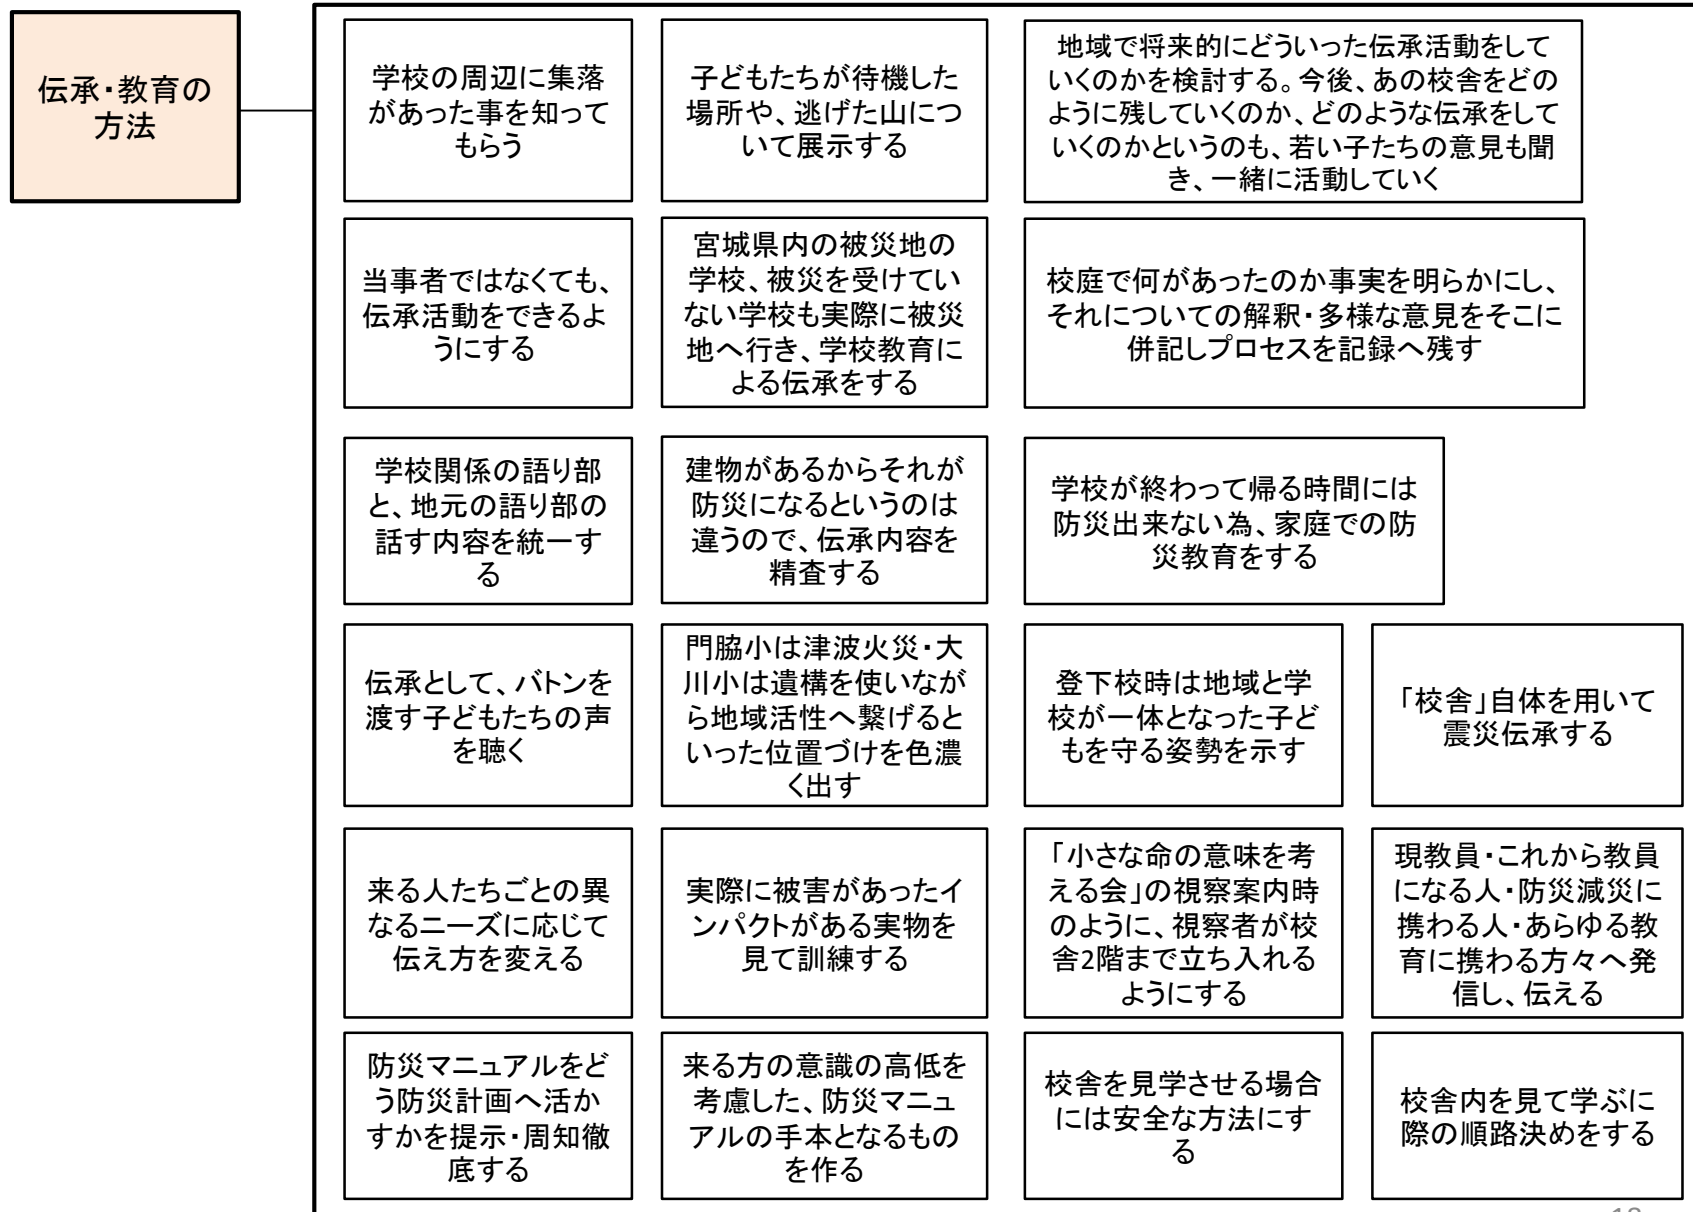 伝承・教育の
方法
学校の周辺に集落
があった事を知って
もらう
子どもたちが待機した
場所や、逃げた山につ
いて展示する
地域で将来的にどういった伝承活動をして
いくのかを検討する。今後、あの校舎をどの
ように残していくのか、どのような伝承をして
いくのかというのも、若い子たちの意見も聞
き、一緒に活動していく
当事者ではなくても、
伝承活動をできるよ
うにする
宮城県内の被災地の
学校、被災を受けてい
ない学校も実際に被災
地へ行き、学校教育に
よる伝承をする
校庭で何があったのか事実を明らかにし、
それについての解釈・多様な意見をそこに
併記しプロセスを記録へ残す
学校関係の語り部
と、地元の語り部の
話す内容を統一す
る
建物があるからそれが
防災になるというのは
違うので、伝承内容を
精査する
学校が終わって帰る時間には
防災出来ない為、家庭での防
災教育をする
伝承として、バトンを
渡す子どもたちの声
を聴く
門脇小は津波火災・大
川小は遺構を使いなが
ら地域活性へ繋げると
いった位置づけを色濃
く出す
登下校時は地域と学
校が一体となった子ど
もを守る姿勢を示す
「校舎」自体を用いて
震災伝承する
来る人たちごとの異
なるニーズに応じて
伝え方を変える
実際に被害があったイ
ンパクトがある実物を
見て訓練する
「小さな命の意味を考
える会」の視察案内時
のように、視察者が校
舎2階まで立ち入れる
ようにする
現教員・これから教員
になる人・防災減災に
携わる人・あらゆる教
育に携わる方々へ発
信し、伝える
防災マニュアルをど
う防災計画へ活か
すかを提示・周知徹
底する
来る方の意識の高低を
考慮した、防災マニュ
アルの手本となるもの
を作る
校舎を見学させる場合
には安全な方法にす
る
校舎内を見て学ぶに
際の順路決めをする